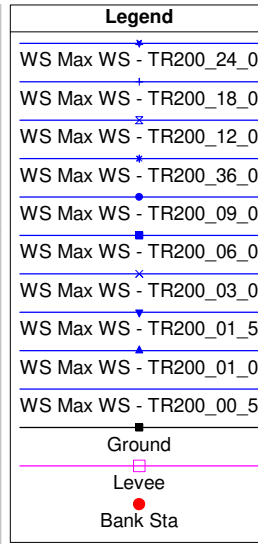 Legend
WS Max WS - TR200_24_0
WS Max WS - TR200_18_0
WS Max WS - TR200_12_0
WS Max WS - TR200_36_0
WS Max WS - TR200_09_0
WS Max WS - TR200_06_0
WS Max WS - TR200_03_0
WS Max WS - TR200_01_5
WS Max WS - TR200_01_0
WS Max WS - TR200_00_5
Ground
Levee
Bank Sta